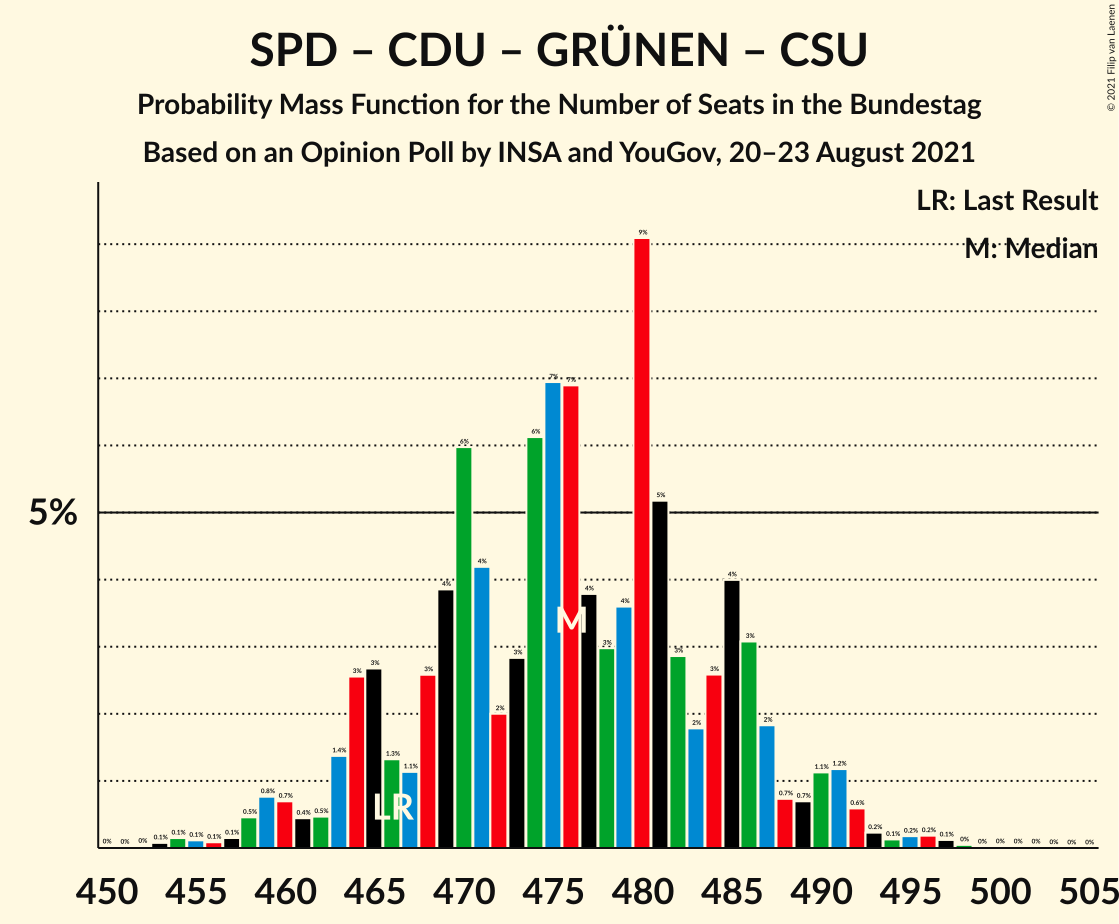 SPD – CDU – GRÜNEN – CSU
Probability Mass Function for the Number of Seats in the Bundestag
Based on an Opinion Poll by INSA and YouGov, 20–23 August 2021
© 2021 Filip van Laenen
LR: Last Result
M: Median
5%
0% 0% 0% 0.1% 0.1% 0.1% 0.1% 0.1% 0.5% 0.8% 0.7% 0.4% 0.5% 1.4% 3% 3% 1.3% 1.1% 3% 4% 6% 4% 2% 3% 6% 7% 7% 4% 3% 4% 9% 5% 3% 2% 3% 4% 3% 2% 0.7% 0.7% 1.1% 1.2% 0.6% 0.2% 0.1% 0.2% 0.2% 0.1% 0% 0% 0% 0% 0% 0% 0% 0%
M
LR
450 455 460 465 470 475 480 485 490 495 500 505